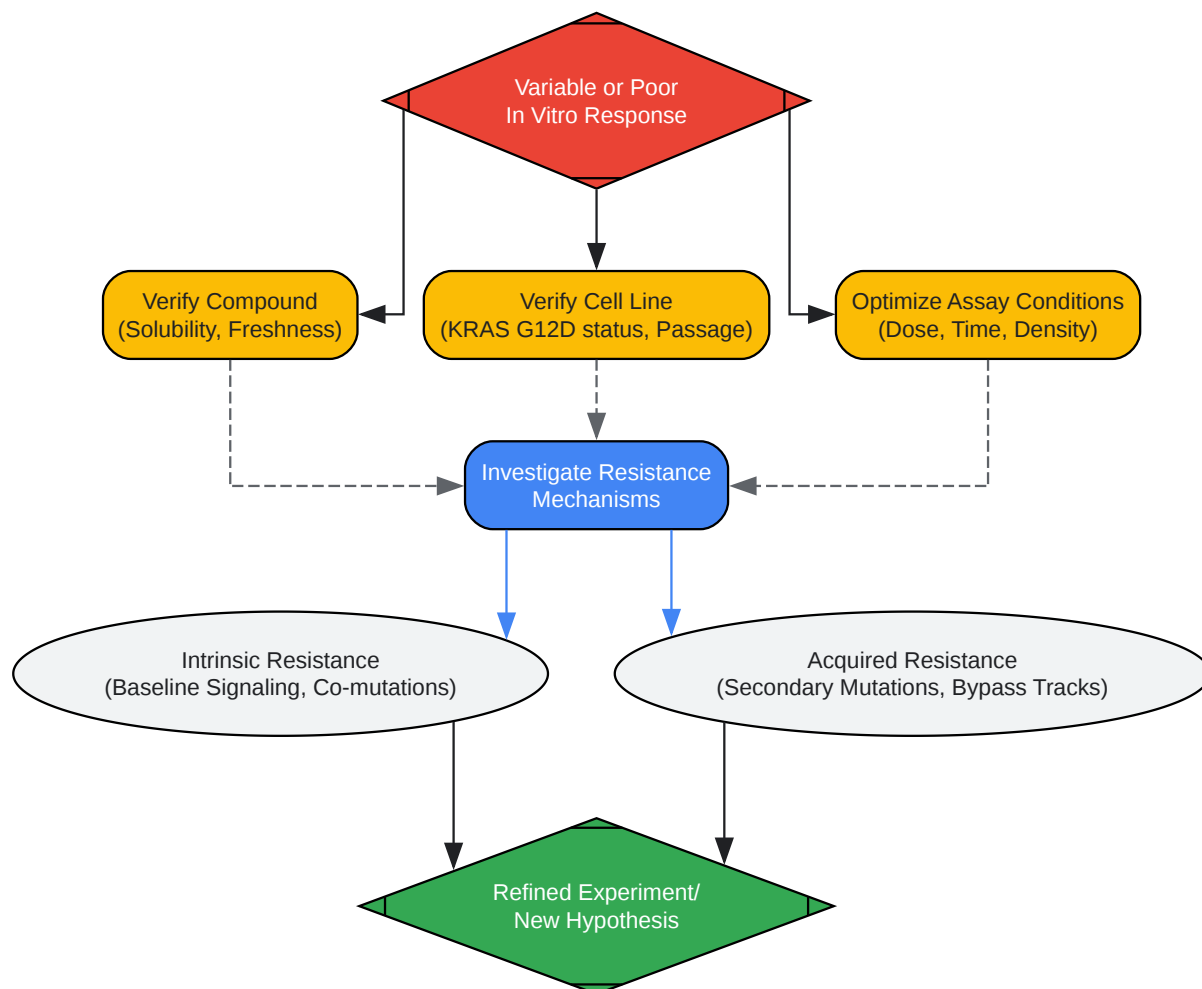 Variable or Poor
In Vitro Response
Verify Compound
(Solubility, Freshness)
Verify Cell Line
(KRAS G12D status, Passage)
Optimize Assay Conditions
(Dose, Time, Density)
Investigate Resistance
Mechanisms
Intrinsic Resistance
(Baseline Signaling, Co-mutations)
Acquired Resistance
(Secondary Mutations, Bypass Tracks)
Refined Experiment/
New Hypothesis